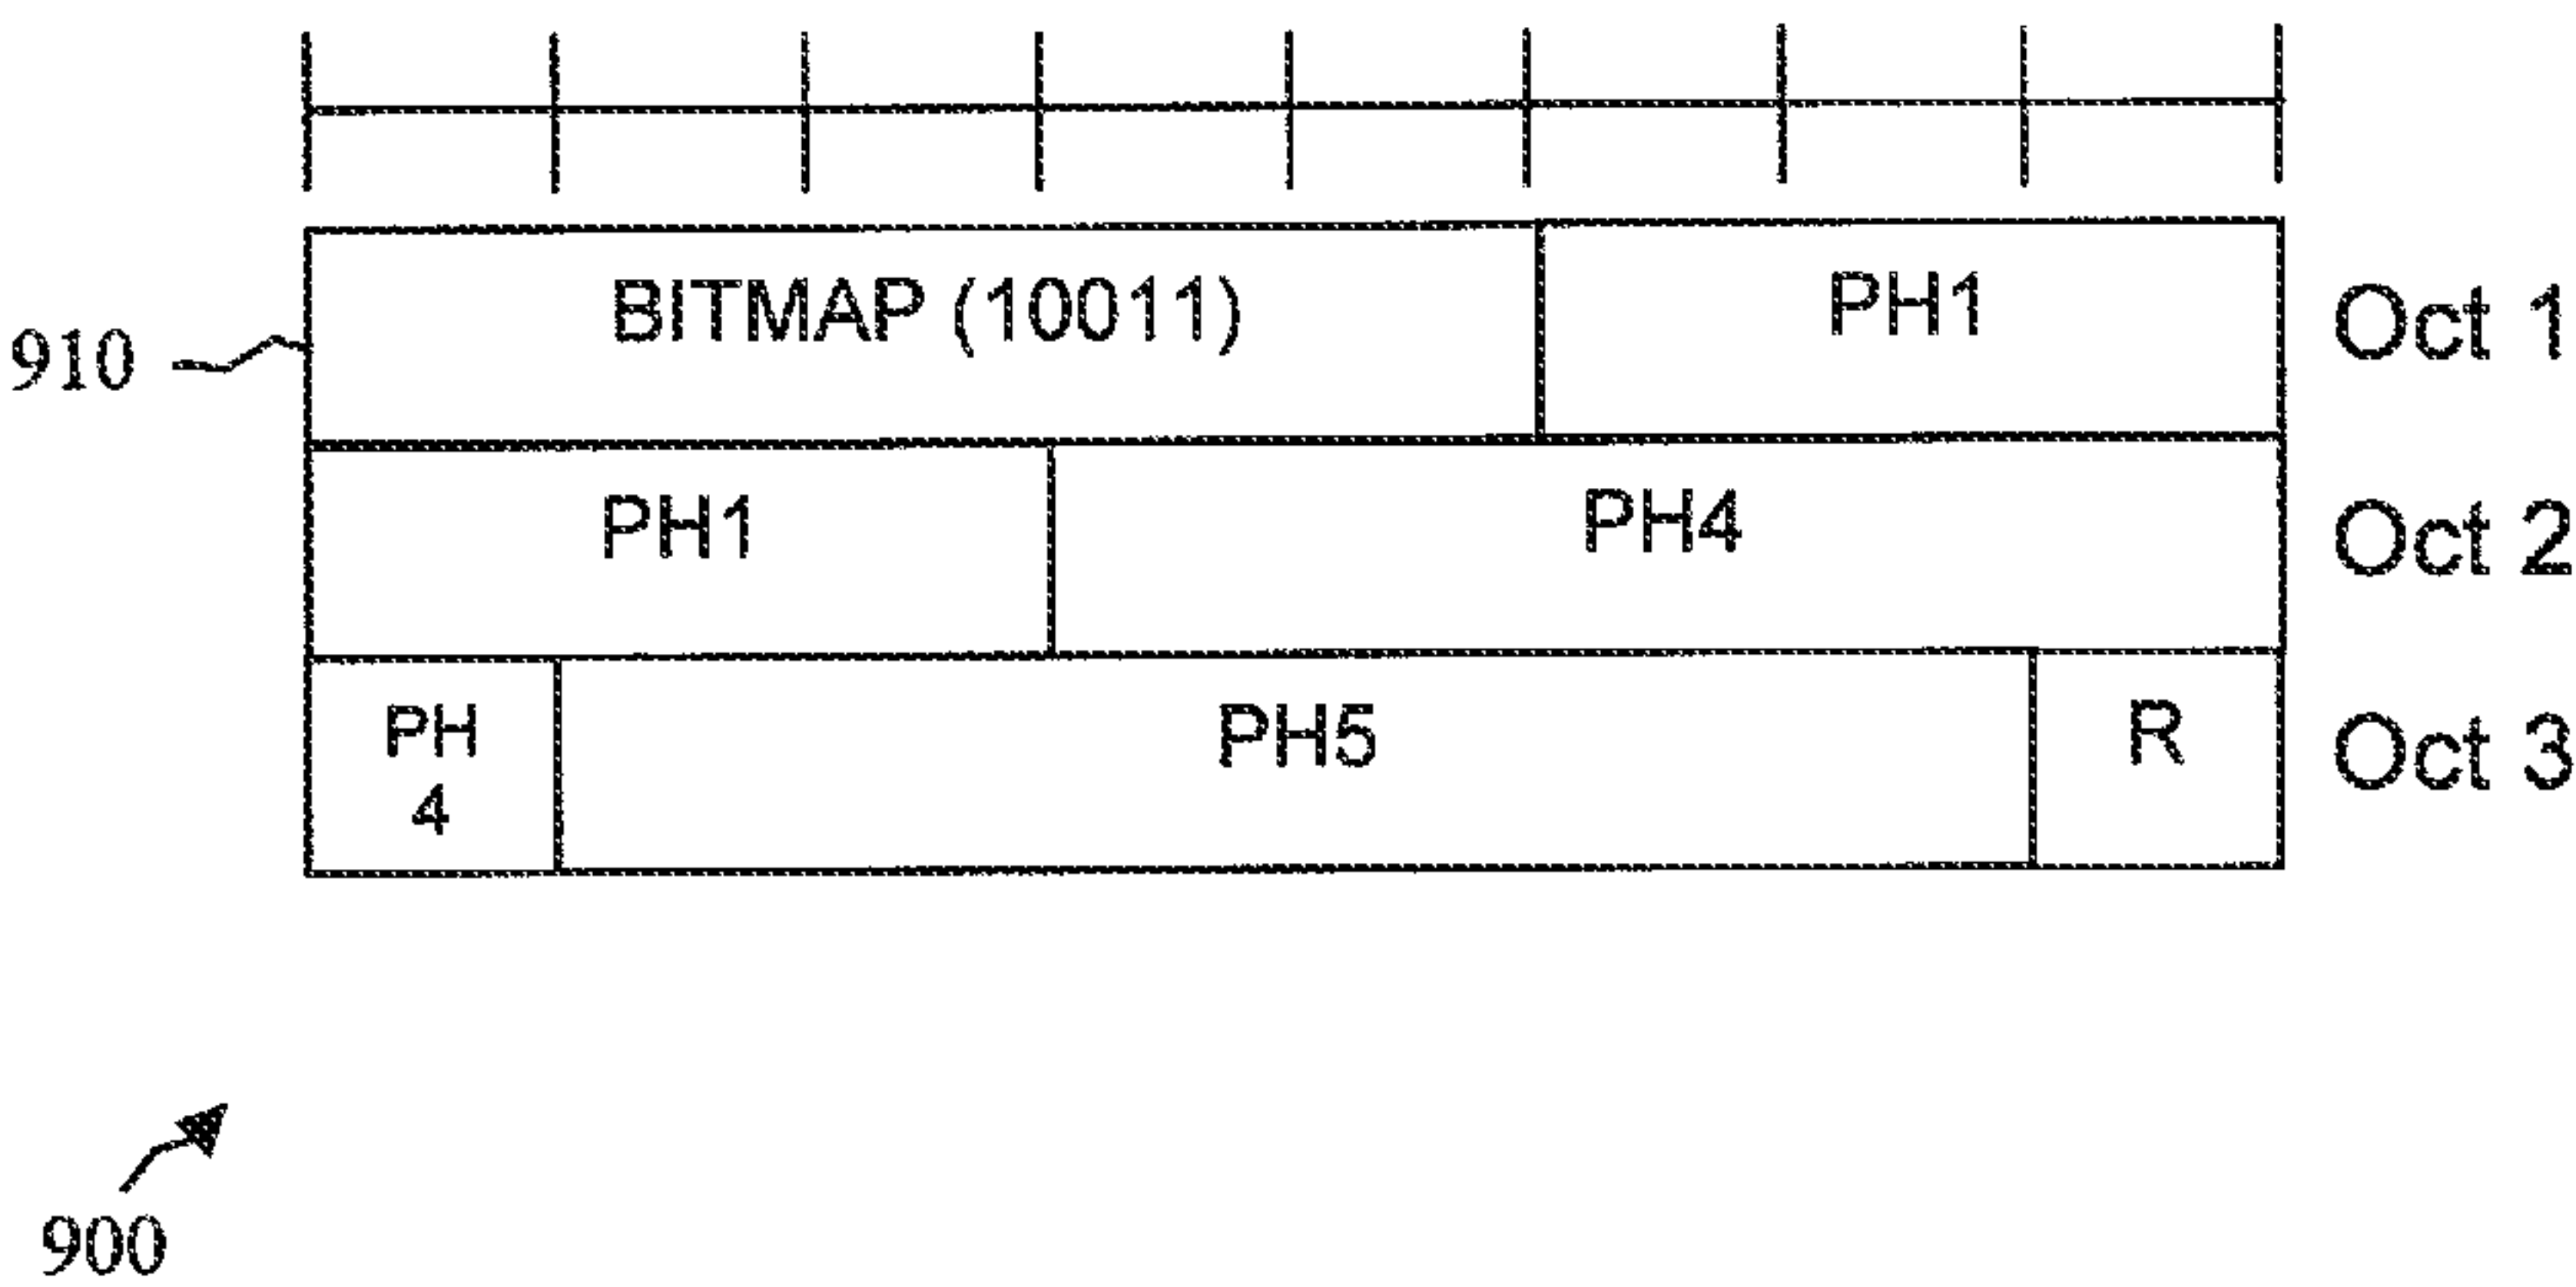 BITMAP (10011) PH1 Oct 1
910
PH1 PH4 Oct 2
PH PH5 R Oct 3
4
900